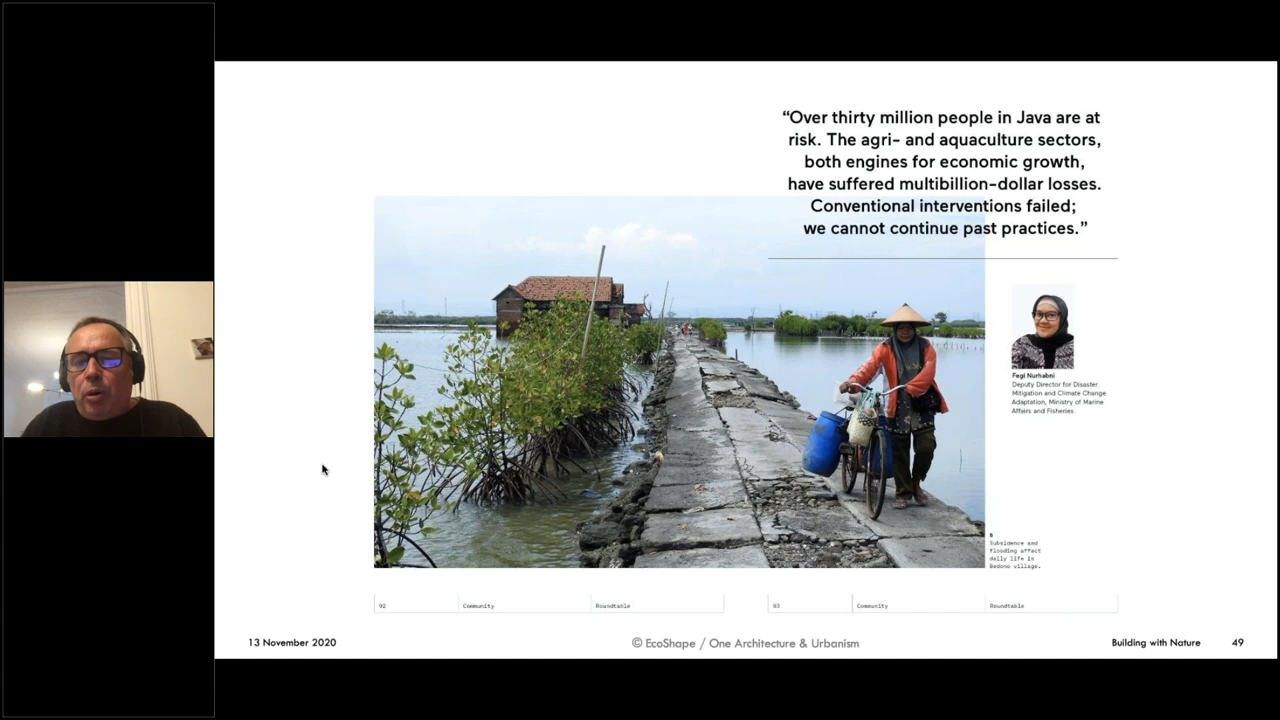 “Over thirty million people in Java are at
risk. The agri- and aquaculture sectors,
both engines for economic growth,
have suffered multibillion-dollar losses.
Conventional interventions failed;
we cannot continue past practices.”
Fegi Nurhabni
Deputy Director for Disaster
Mitigation and Climate Change
Adaptation, Ministry of Marine
Affairs and Fisheries
Subsidence and
flooding affect
daily life in
Bedono village.
92 Community Roundtable
93 Community Roundtable
13 November 2020
© EcoShape / One Architecture & Urbanism
Building with Nature 49